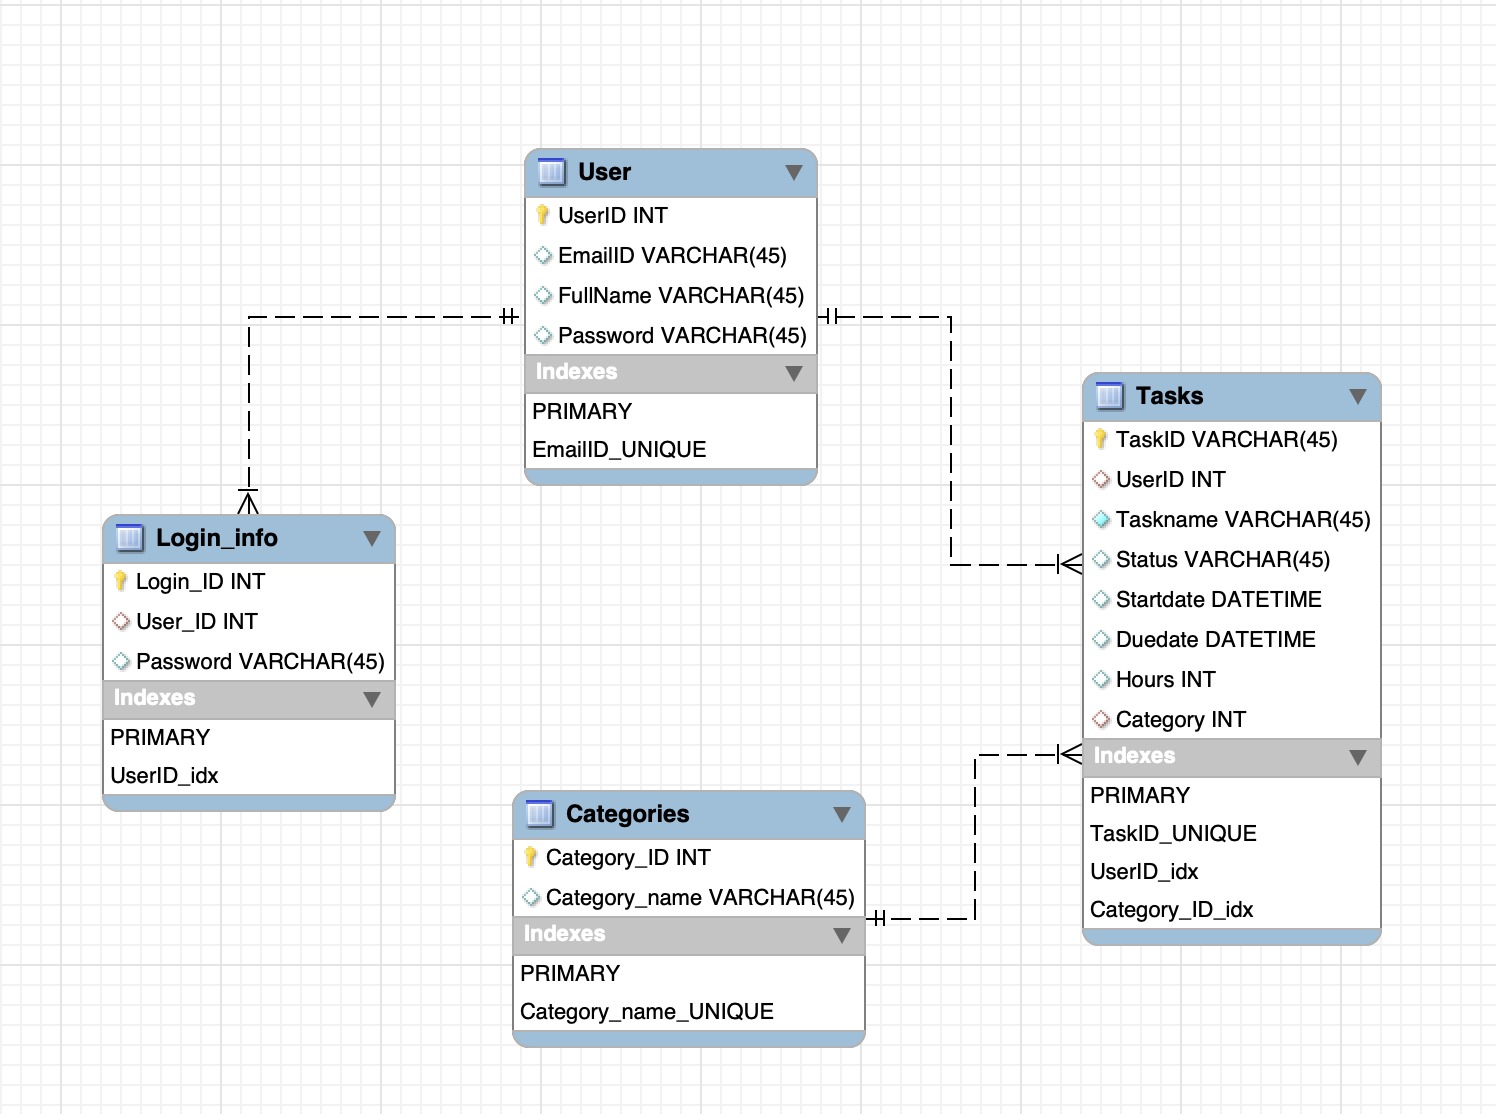 User
UserID INT
EmailID VARCHAR(45)
FullName VARCHAR(45)
Password VARCHAR(45)
Indexes
PRIMARY
EmailID_UNIQUE
Tasks
TaskID VARCHAR(45)
UserID INT
Taskname VARCHAR(45)
Status VARCHAR(45)
Startdate DATETIME
Duedate DATETIME
Hours INT
Category INT
Indexes
PRIMARY
TaskID_UNIQUE
UserID_idx
Category_ID_idx
Login_info
Login_ID INT
User_ID INT
Password VARCHAR(45)
Indexes
PRIMARY
UserID_idx
Categories
Category_ID INT
Category_name VARCHAR(45)
Indexes
PRIMARY
Category_name_UNIQUE